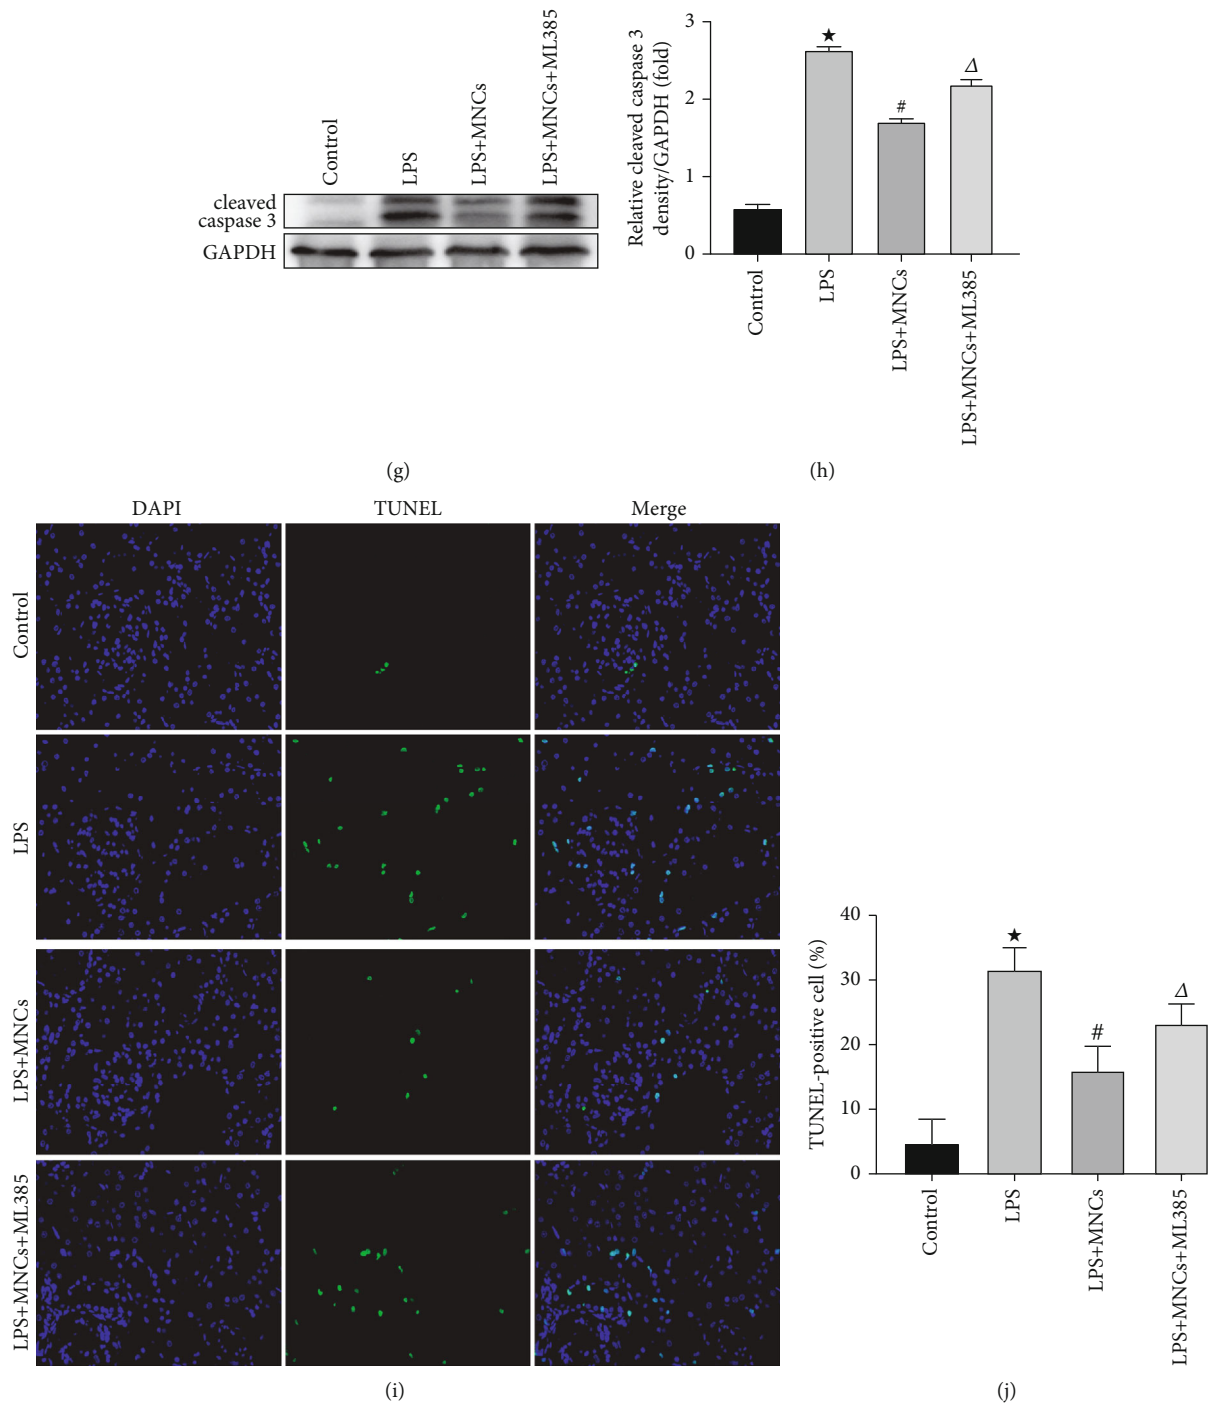 Control
LPS
LPS+MNCs
LPS+MNCs+ML385
cleaved
caspase 3
GAPDH
(g)
Relative cleaved caspase 3
density/GAPDH (fold)
3
2
1
0
★
#
Δ
Control
LPS
LPS+MNCs
LPS+MNCs+ML385
(h)
DAPI
TUNEL
Merge
Control
LPS
LPS+MNCs
LPS+MNCs+ML385
(i)
TUNEL-positive cell (%)
40
30
20
10
0
★
#
Δ
Control
LPS
LPS+MNCs
LPS+MNCs+ML385
(j)